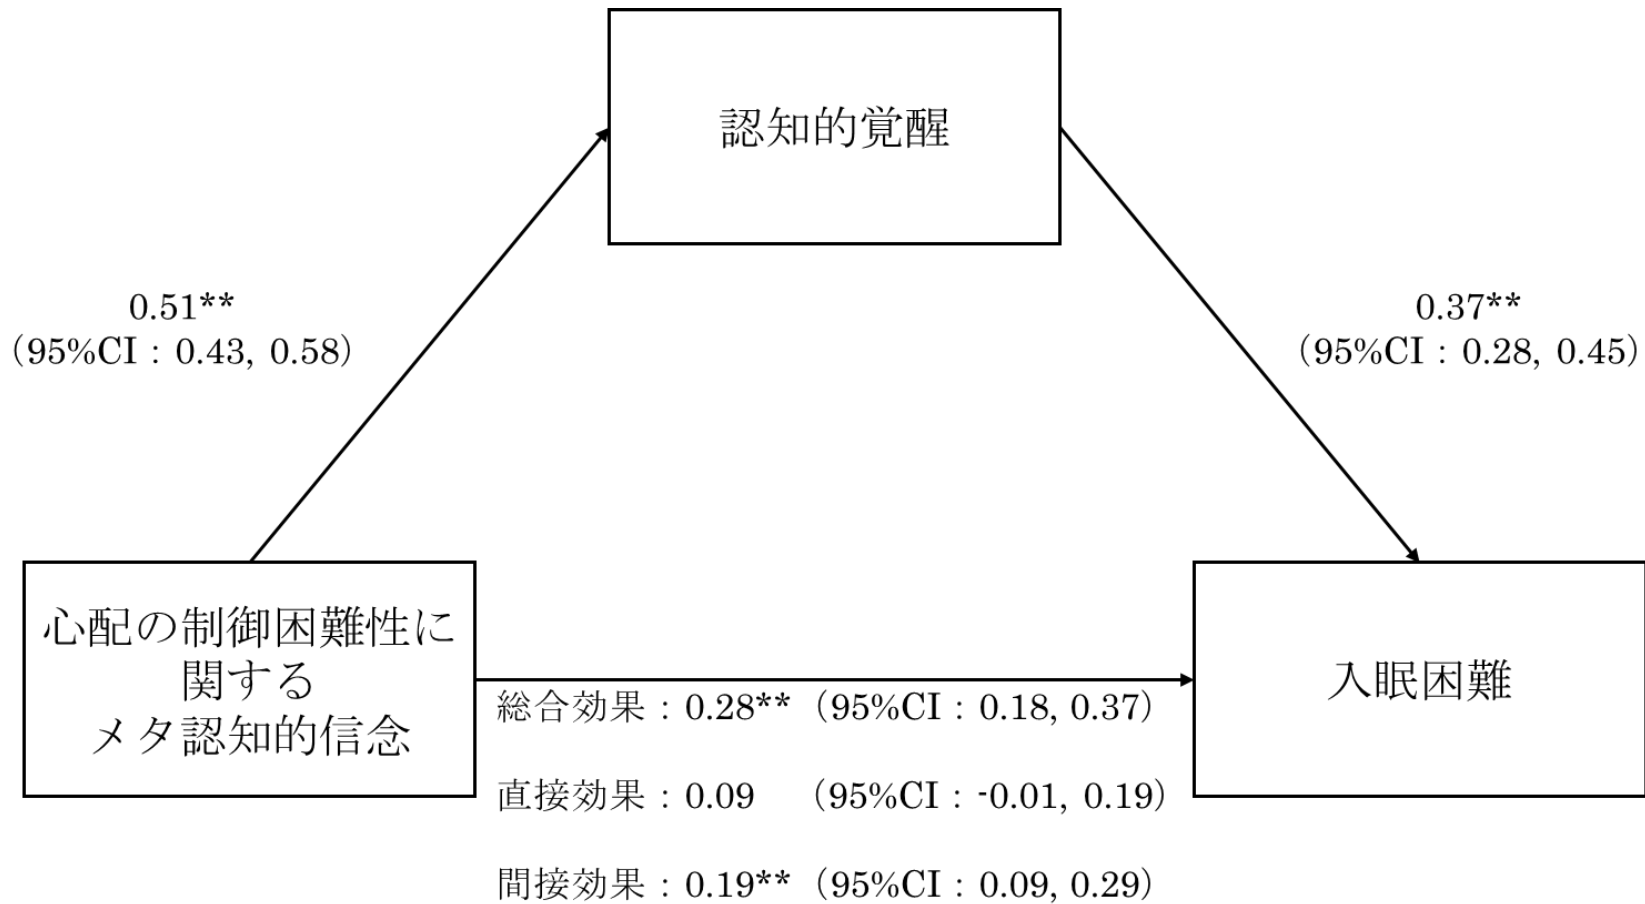 認知的覚醒
0.51**
（95%CI：0.43, 0.58）
0.37**
（95%CI：0.28, 0.45）
心配の制御困難性に
関する
メタ認知的信念
入眠困難
総合効果：0.28**（95%CI：0.18, 0.37）
直接効果：0.09 （95%CI：-0.01, 0.19）
間接効果：0.19**（95%CI：0.09, 0.29）